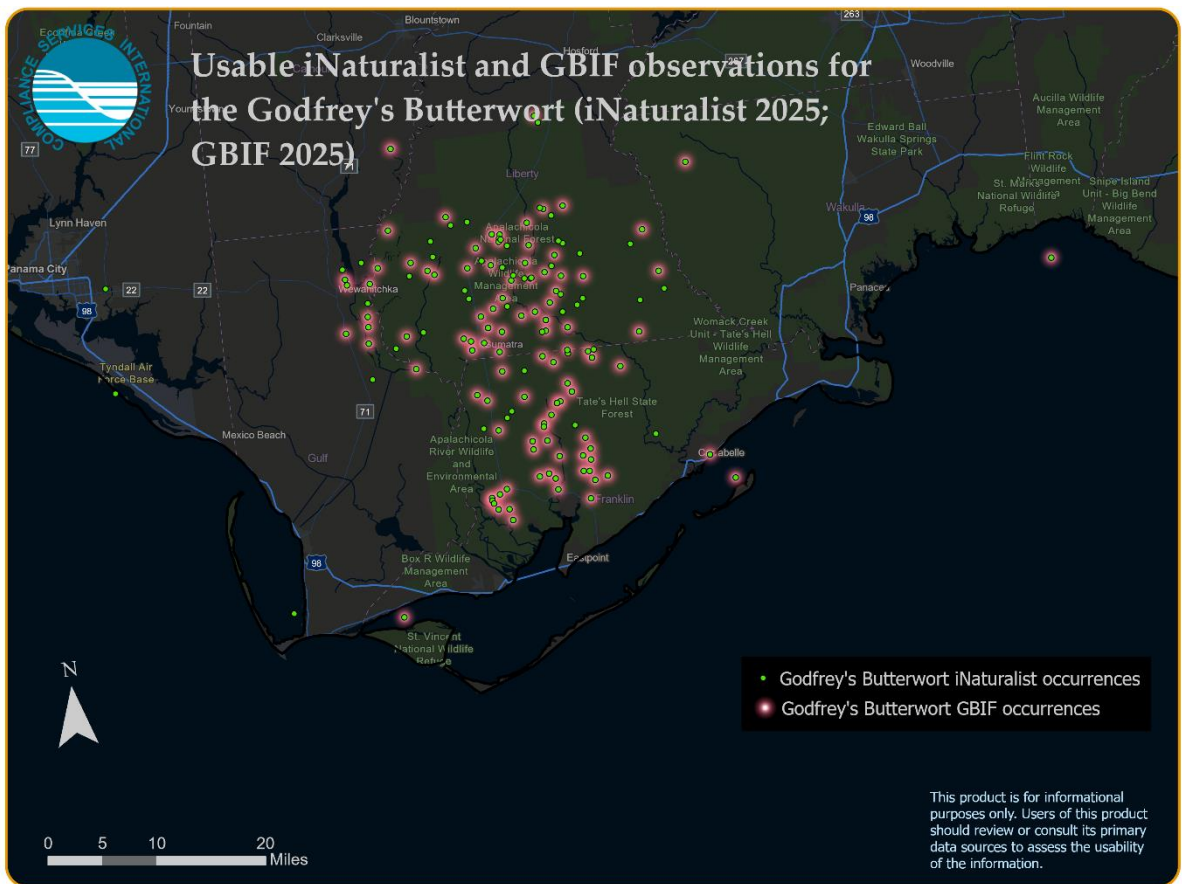 Fountain
Blountstown
263
Clarksville
Hosford
267
Woodville
COMPLIANCE SERVICES INTERNATIONAL
Usable iNaturalist and GBIF observations for
the Godfrey's Butterwort (iNaturalist 2025;
GBIF 2025)
77
71
Aucilla Wildlife
Management
Area
Edward Ball
Wakulla Springs
State Park
Liberty
Flint Rock
Wildlife
Management
Area
St. Marks
National Wildlife
Refuge
Snipe Island
Unit - Big Bend
Wildlife
Management
Area
Wakulla
98
Lynn Haven
Apalachicola
National Forest
Panama City
Apalachicola
Wildlife
Management
Area
22
22
98
Wewahitchka
Panacea
Womack Creek
Unit - Tate's Hell
Wildlife
Management
Area
Sumatra
Tyndall Air
Force Base
Tate's Hell State
Forest
71
Mexico Beach
Gulf
Apalachicola
River Wildlife
and
Environmental
Area
Carrabelle
Franklin
Eastpoint
98
Box R Wildlife
Management
Area
St. Vincent
National Wildlife
Refuge
N
Godfrey's Butterwort iNaturalist occurrences
Godfrey's Butterwort GBIF occurrences
This product is for informational
purposes only. Users of this product
should review or consult its primary
data sources to assess the usability
of the information.
0 5 10 20
Miles